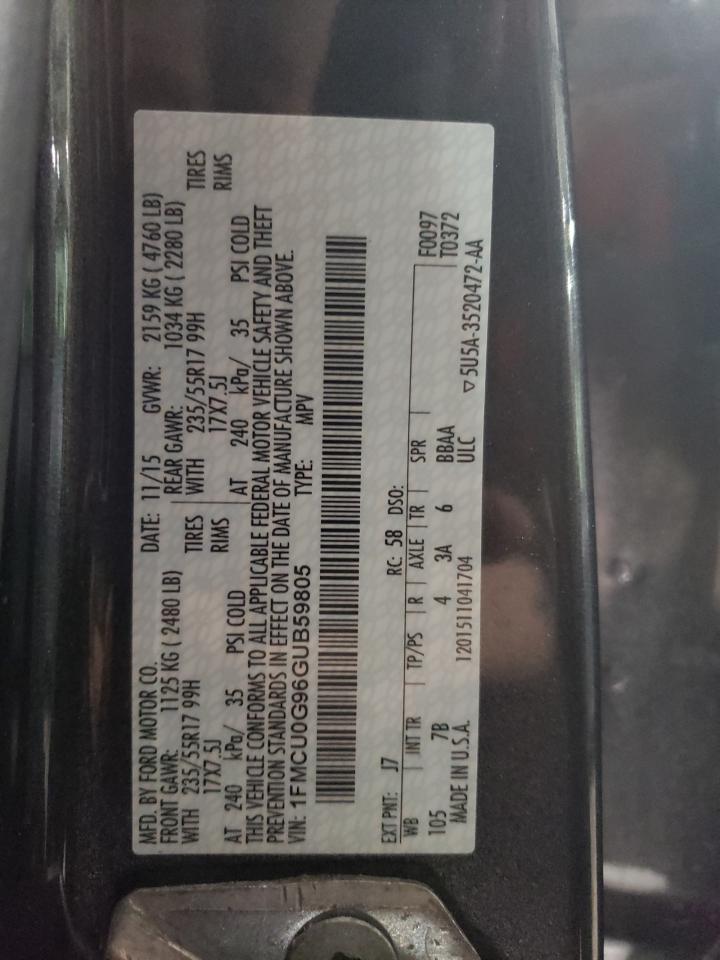 MFD. BY FORD MOTOR CO. DATE: 11/15 GVWR: 2159 KG ( 4760 LB)
FRONT GAWR: 1125 KG ( 2480 LB) REAR GAWR: 1034 KG ( 2280 LB)
WITH 235/55R17 99H TIRES WITH 235/55R17 99H TIRES
17X7.5J RIMS 17X7.5J RIMS
AT 240 kPa/ 35 PSI COLD AT 240 kPa/ 35 PSI COLD
THIS VEHICLE CONFORMS TO ALL APPLICABLE FEDERAL MOTOR VEHICLE SAFETY AND THEFT
PREVENTION STANDARDS IN EFFECT ON THE DATE OF MANUFACTURE SHOWN ABOVE.
VIN: 1FMCU0G96GUB59805 TYPE: MPV
EXT PNT: J7 RC: 58 DSO:
WB INT TR TP/PS R AXLE TR SPR F0097
105 7B 4 3A 6 BBAA T0372
ULC
MADE IN U.S.A. 1201511041704 ▽5U5A-3520472-AA